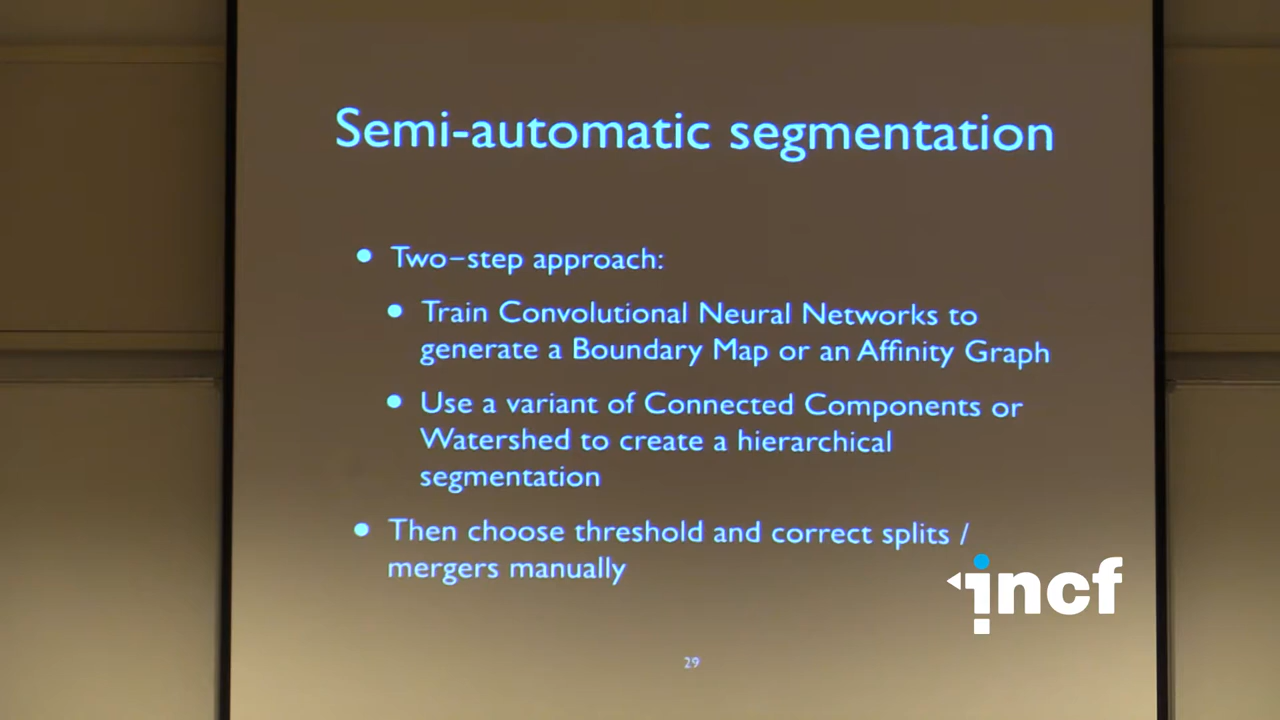 Semi-automatic segmentation
• Two-step approach:
• Train Convolutional Neural Networks to
generate a Boundary Map or an Affinity Graph
• Use a variant of Connected Components or
Watershed to create a hierarchical
segmentation
• Then choose threshold and correct splits /
mergers manually
incf
29